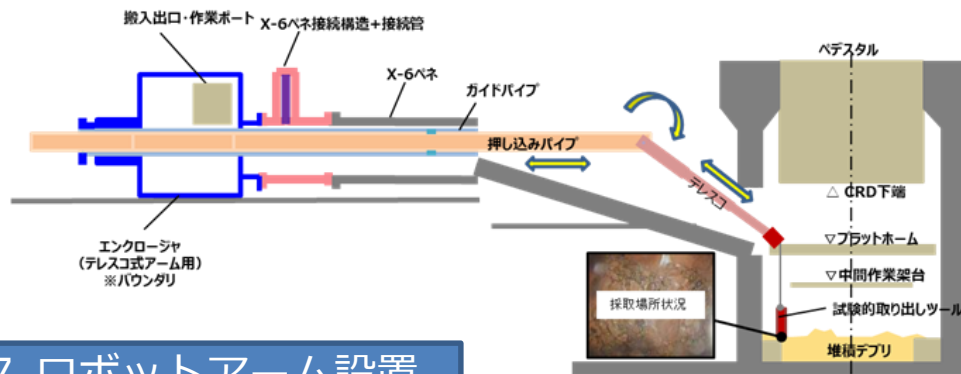 搬入出口・作業ポート
X-6ペネ接続構造+接続管
X-6ペネ
ガイドパイプ
押し込みパイプ
テレスコ
ペデスタル
△ CRD下端
▽プラットホーム
▽中間作業架台
試験的取り出しツール
堆積デブリ
採取場所状況
エンクロージャ
(テレスコ式アーム用)
※バウンダリ
ロボットアーム設置